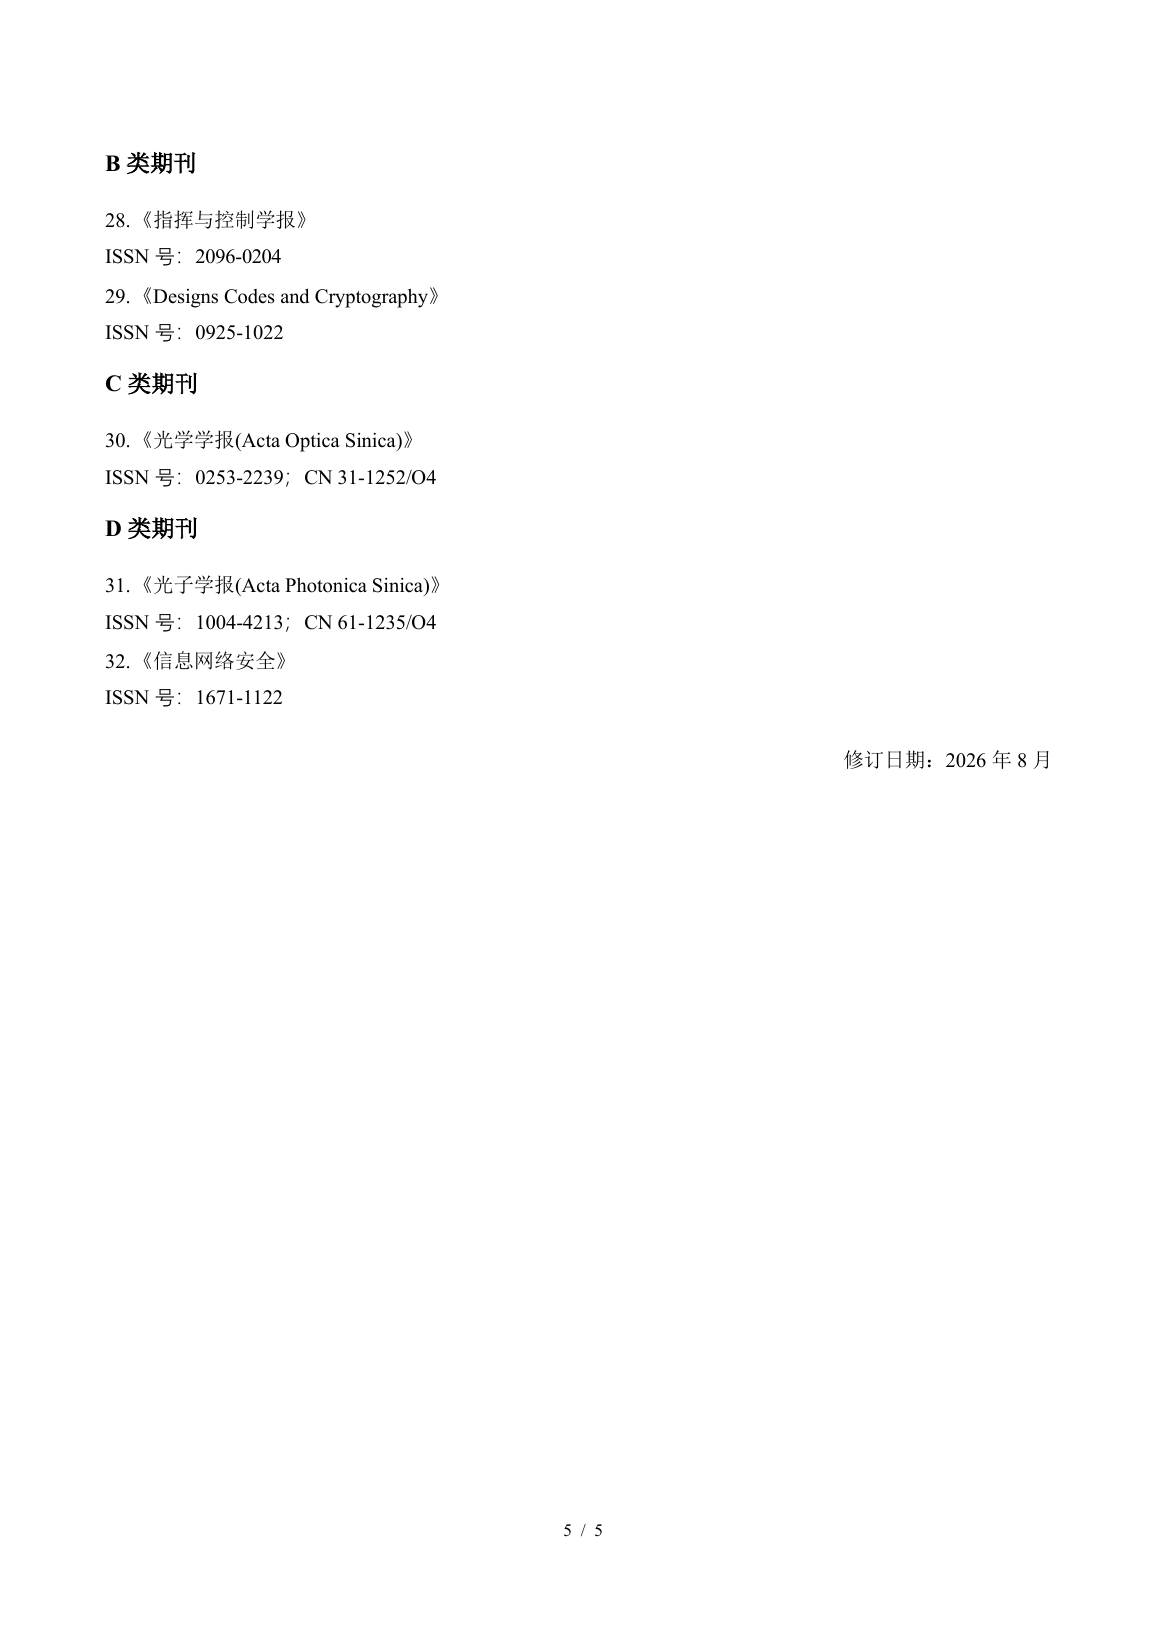 B 类期刊
28.《指挥与控制学报》
ISSN 号：2096-0204
29.《Designs Codes and Cryptography》
ISSN 号：0925-1022
C 类期刊
30.《光学学报(Acta Optica Sinica)》
ISSN 号：0253-2239；CN 31-1252/O4
D 类期刊
31.《光子学报(Acta Photonica Sinica)》
ISSN 号：1004-4213；CN 61-1235/O4
32.《信息网络安全》
ISSN 号：1671-1122
修订日期：2026 年 8 月
5 / 5